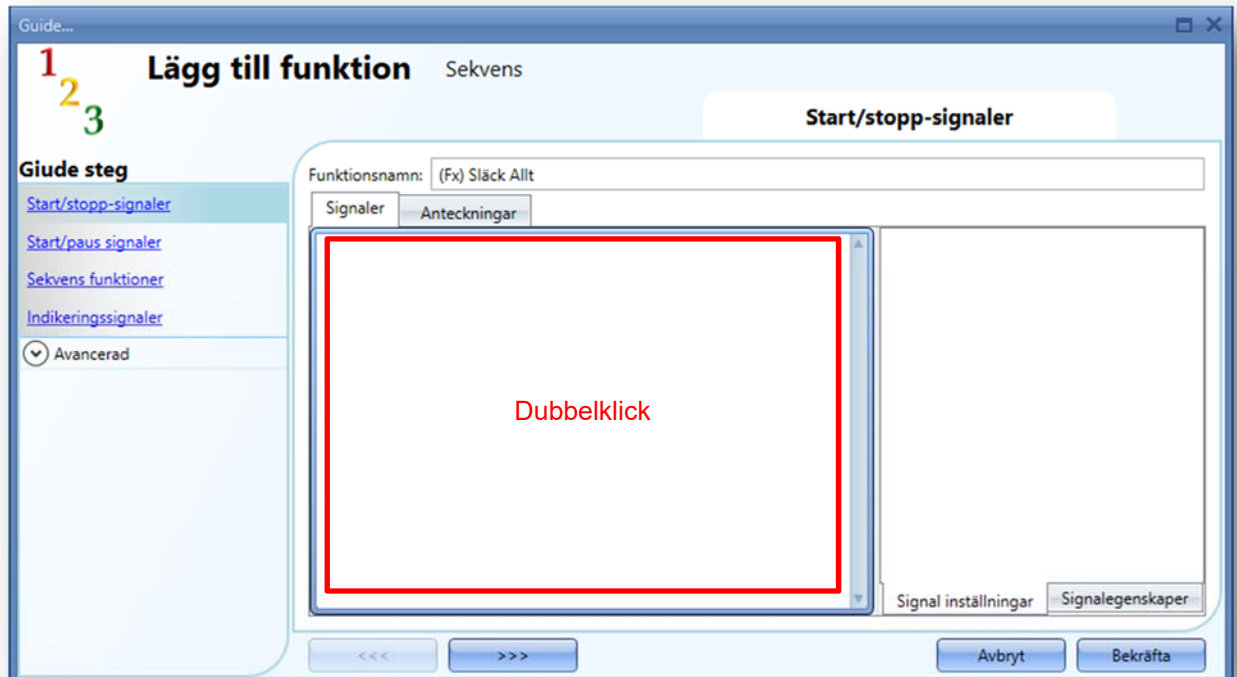 Guide...
1
2
3
Lägg till funktion Sekvens
Start/stopp-signaler
Giude steg
Start/stopp-signaler
Start/paus signaler
Sekvens funktioner
Indikeringssignaler
Avancerad
Funktionsnamn: (Fx) Släck Allt
Signaler Anteckningar
Dubbelklick
Signal inställningar Signalegenskaper
<<< >>> Avbryt Bekräfta